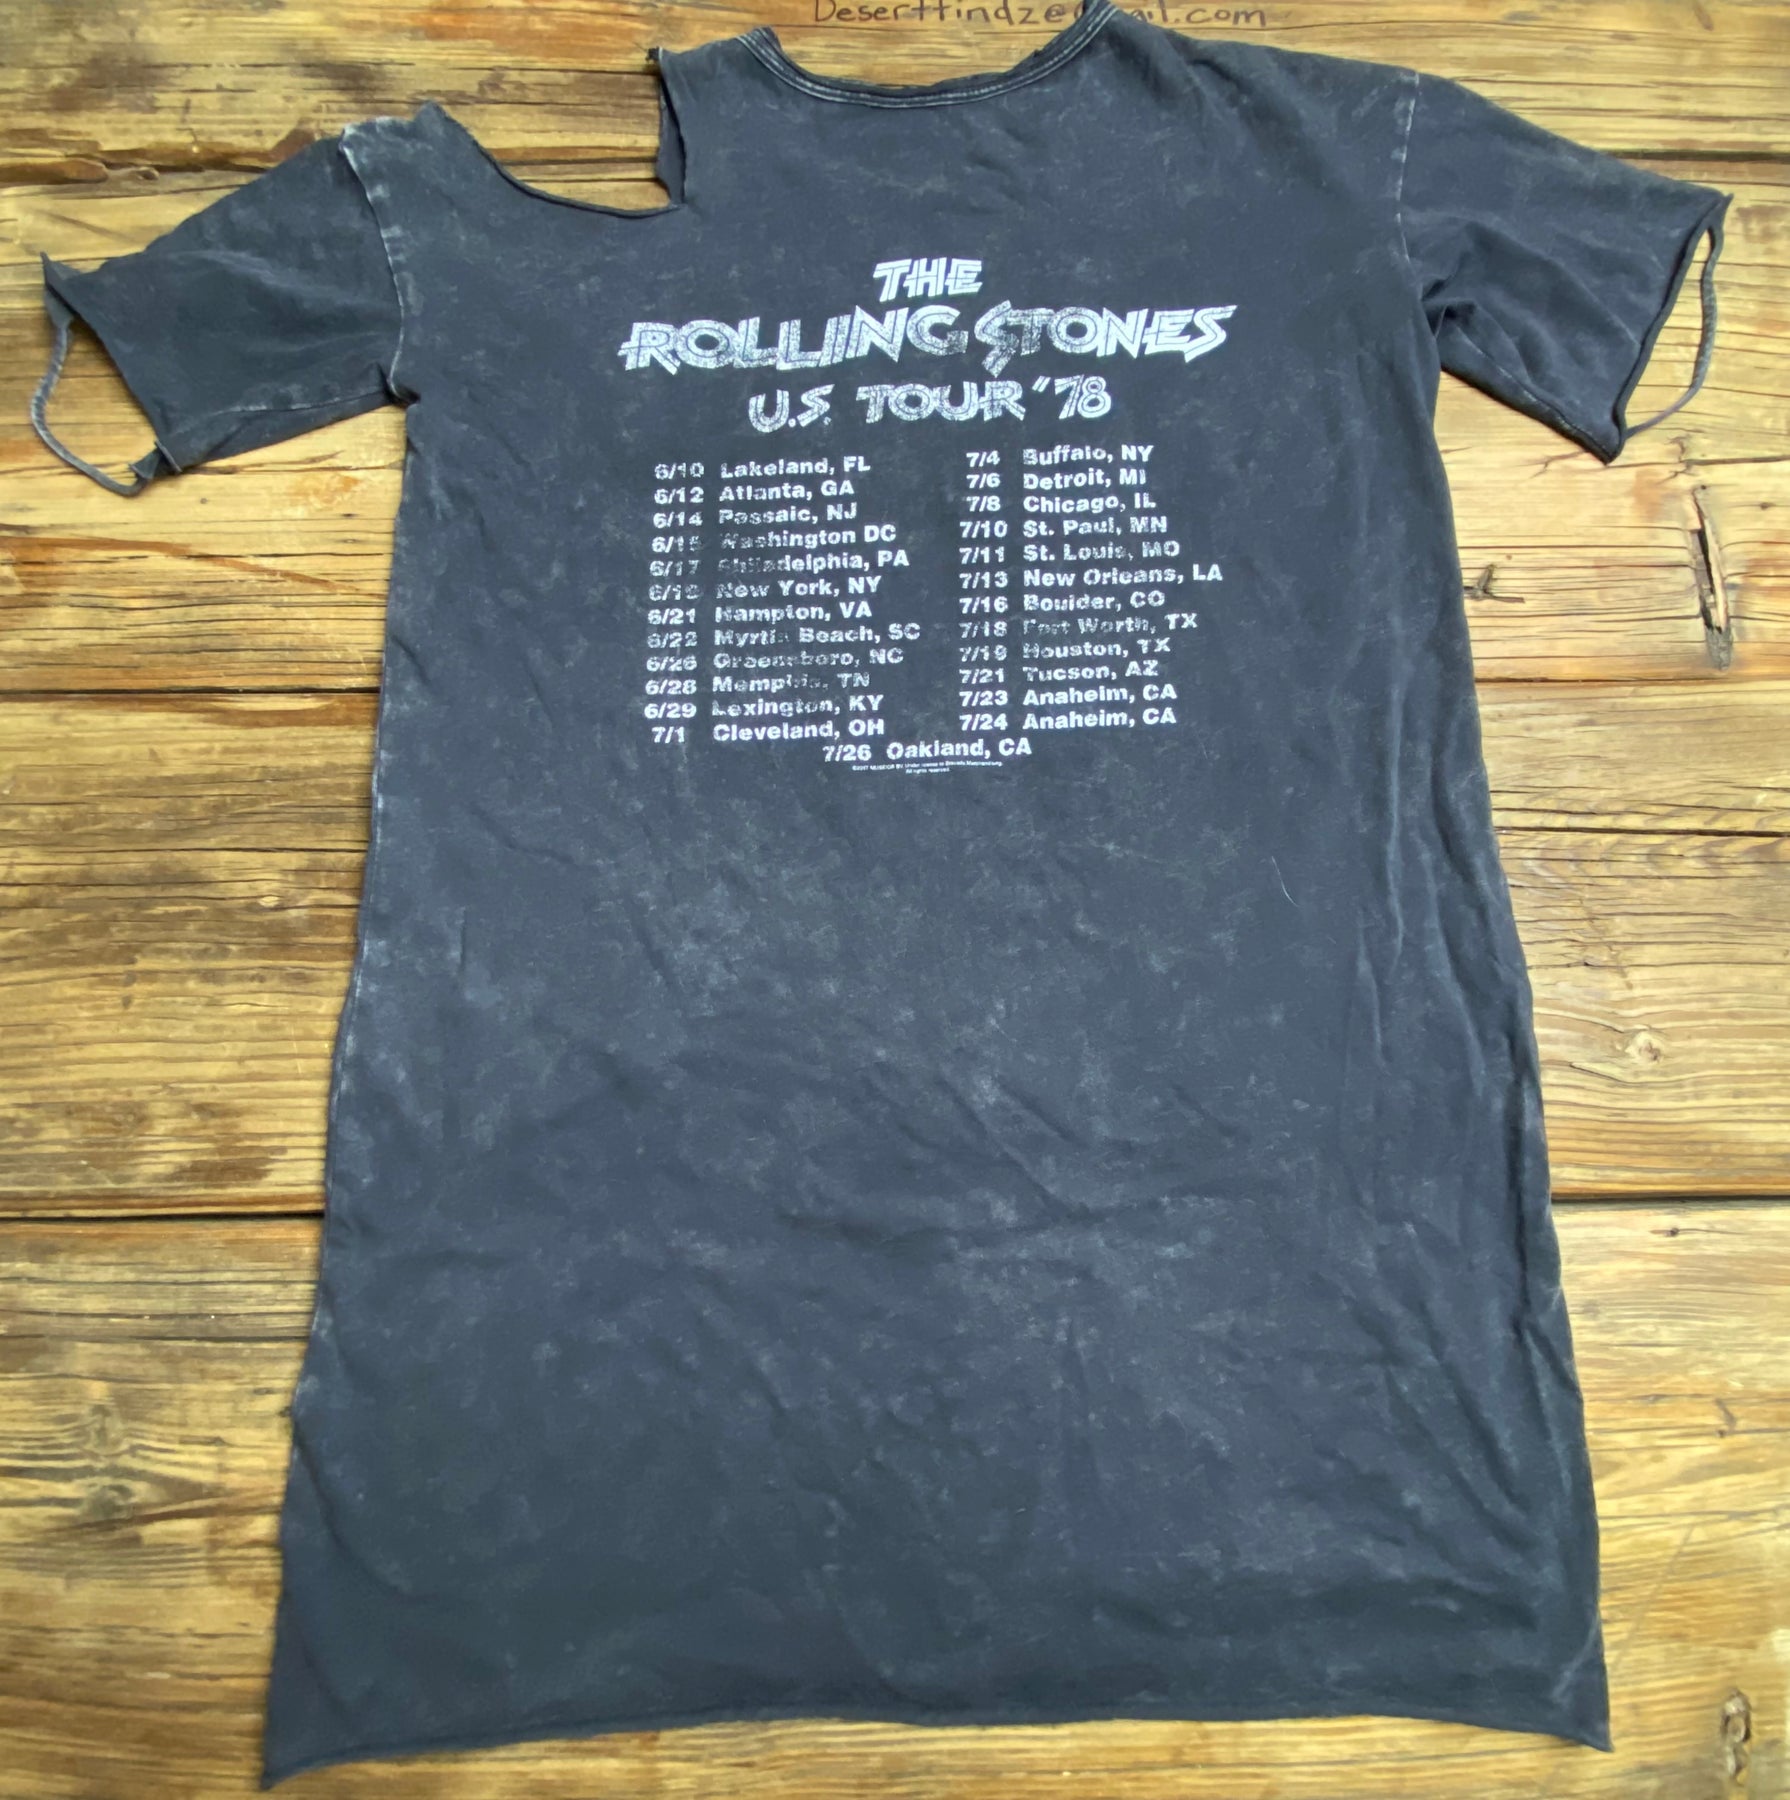 THE
ROLLING STONES
U.S. TOUR '78
6/10 Lakeland, FL
6/12 Atlanta, GA
6/14 Passaic, NJ
6/15 Washington DC
6/17 Philadelphia, PA
New York, NY
6/21 Hampton, VA
6/22 Myrtle Beach, SC
6/26 Greensboro, NC
6/28 Memphis, TN
6/29 Lexington, KY
7/1 Cleveland, OH
7/4 Buffalo, NY
7/6 Detroit, MI
7/8 Chicago, IL
7/10 St. Paul, MN
7/11 St. Louis, MO
7/13 New Orleans, LA
7/16 Boulder, CO
7/18 Fort Worth, TX
7/19 Houston, TX
7/21 Tucson, AZ
7/23 Anaheim, CA
7/24 Anaheim, CA
7/26 Oakland, CA
All rights reserved.